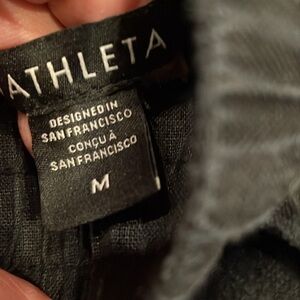 ATHLETA
DESIGNED IN
SAN FRANCISCO
CONÇU À
SAN FRANCISCO
M